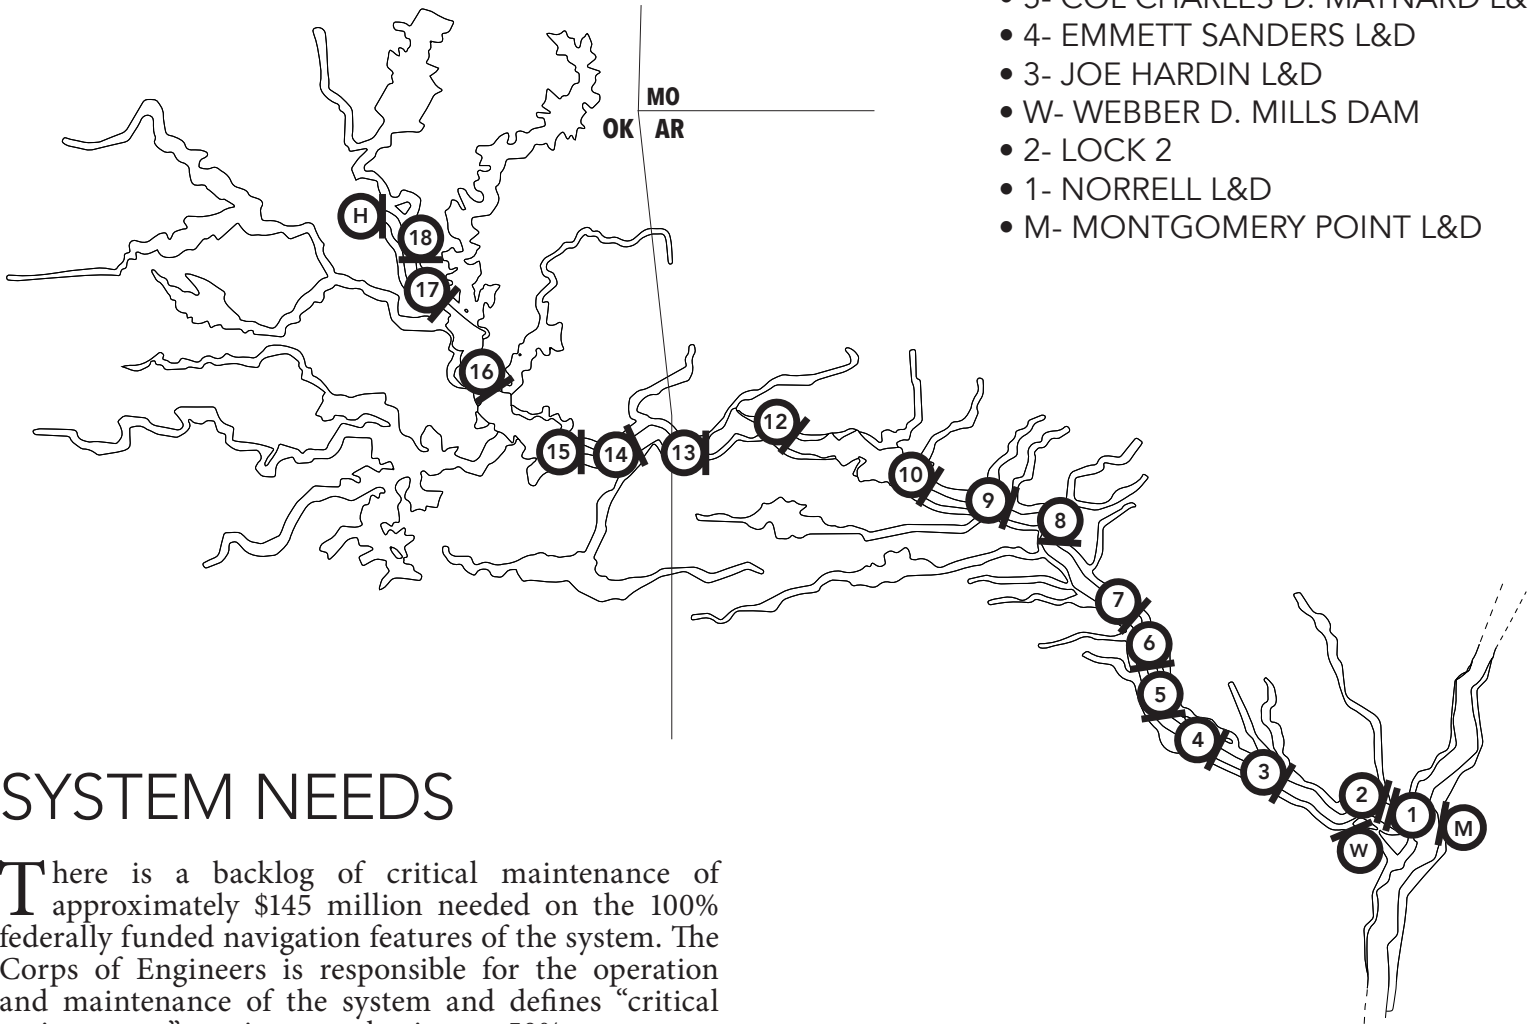 • 5- COL CHARLES D. MAYNARD L&
• 4- EMMETT SANDERS L&D
• 3- JOE HARDIN L&D
• W- WEBBER D. MILLS DAM
• 2- LOCK 2
• 1- NORRELL L&D
• M- MONTGOMERY POINT L&D
MO
OK AR
H
18
17
16
15
14
13
12
10
9
8
7
6
5
4
3
2
1
M
W
SYSTEM NEEDS
There is a backlog of critical maintenance of
approximately $145 million needed on the 100%
federally funded navigation features of the system. The
Corps of Engineers is responsible for the operation
and maintenance of the system and defines “critical